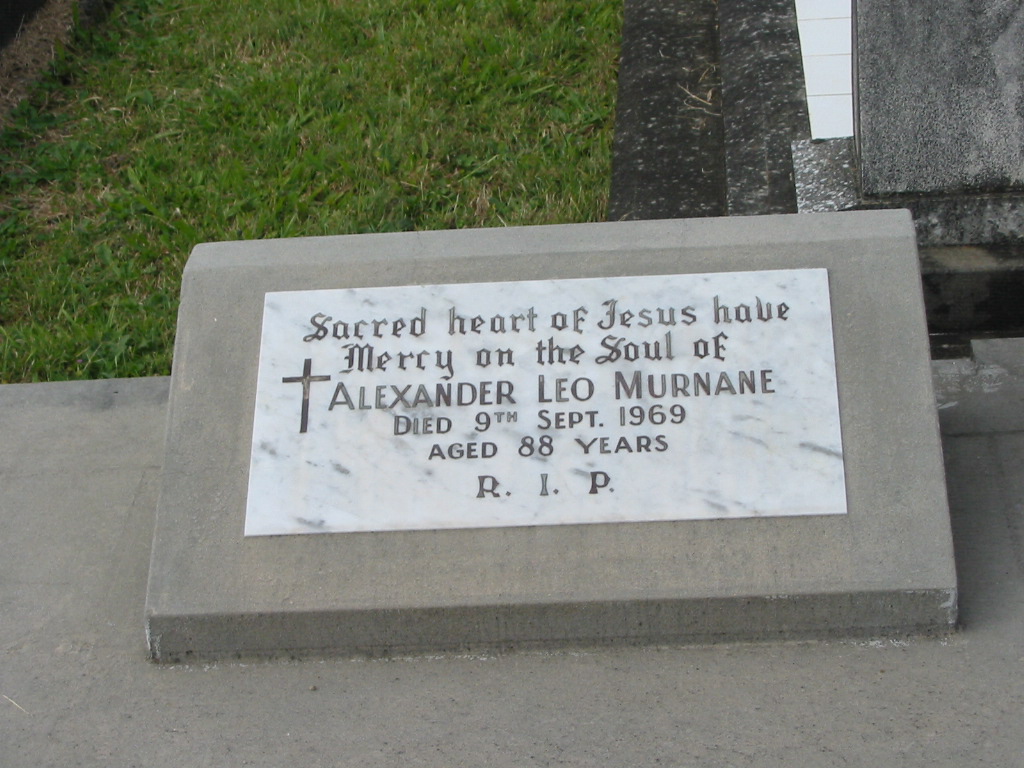 Sacred heart of Jesus have
Mercy on the Soul of
ALEXANDER LEO MURNANE
DIED 9TH SEPT. 1969
AGED 88 YEARS
R. I. P.